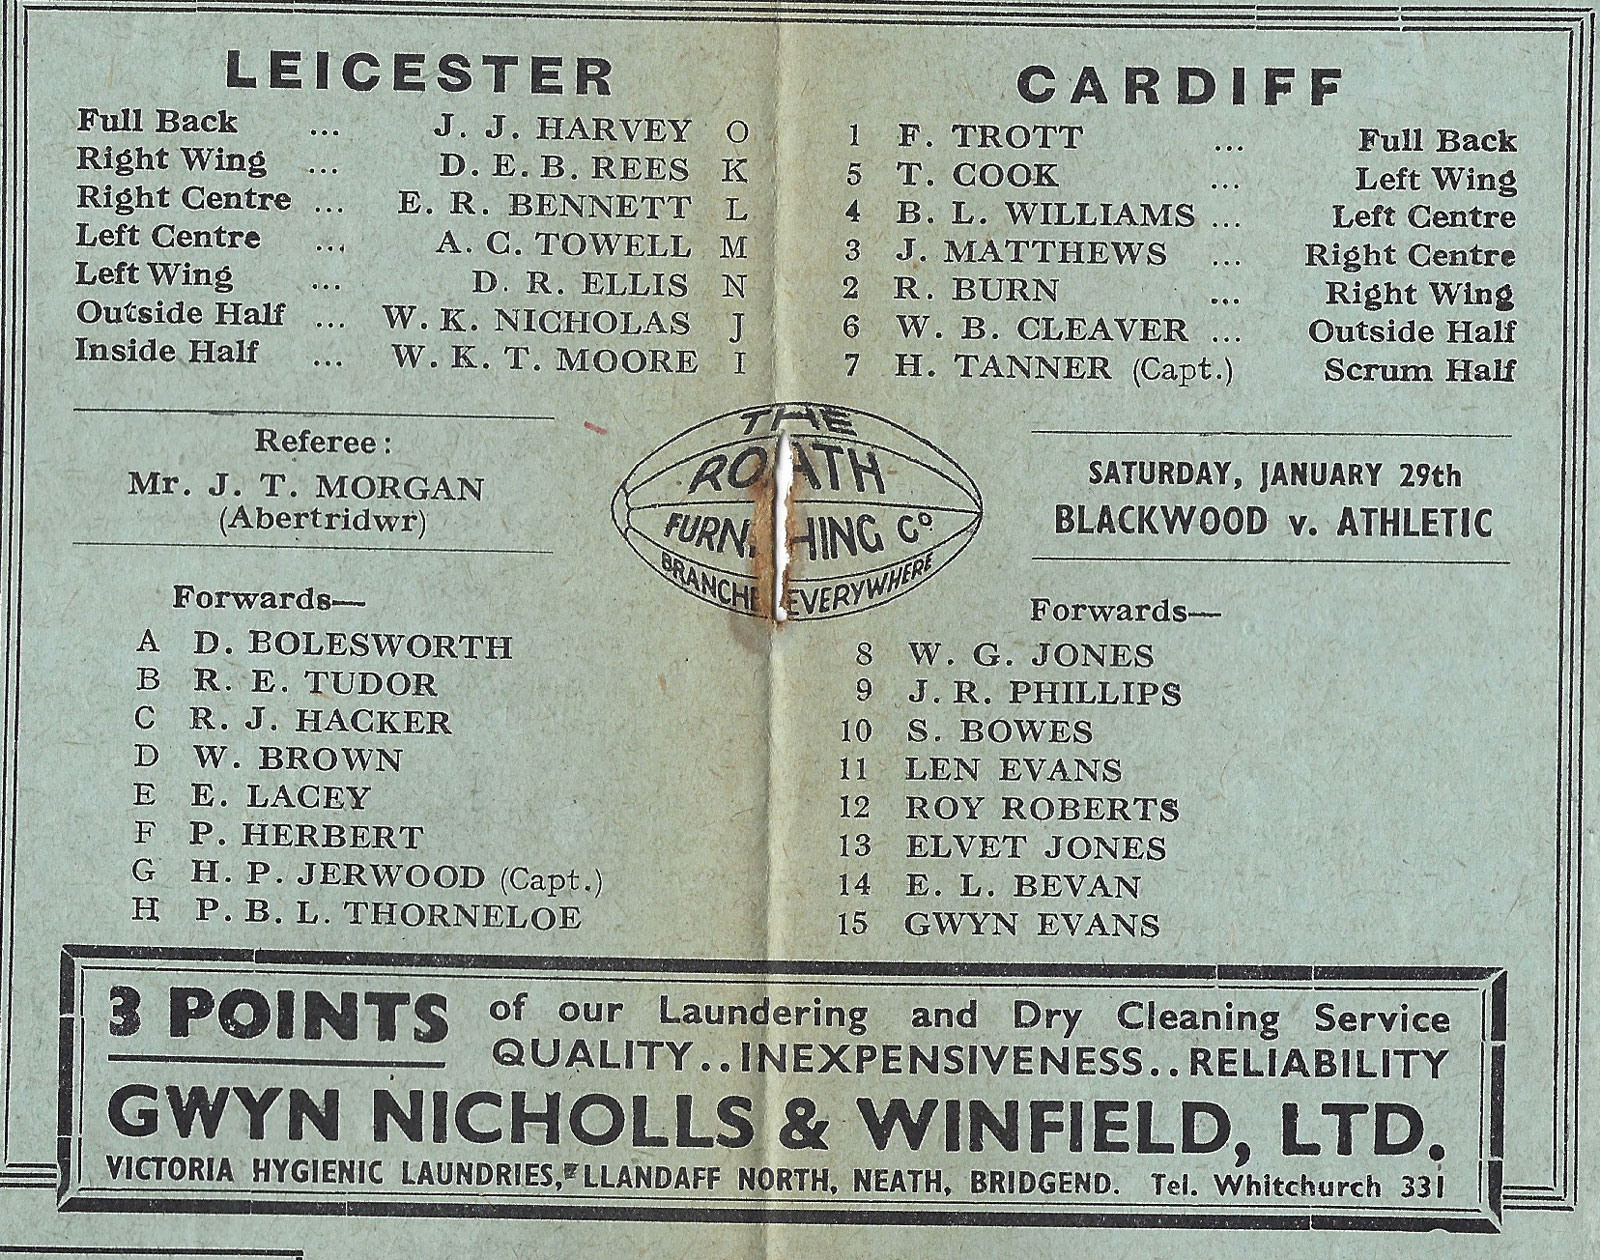 LEICESTER
Full Back ... J. J. HARVEY O
Right Wing ... D. E. B. REES K
Right Centre ... E. R. BENNETT L
Left Centre ... A. C. TOWELL M
Left Wing ... D. R. ELLIS N
Outside Half ... W. K. NICHOLAS J
Inside Half ... W. K. T. MOORE I
CARDIFF
1 F. TROTT ... Full Back
5 T. COOK ... Left Wing
4 B. L. WILLIAMS ... Left Centre
3 J. MATTHEWS ... Right Centre
2 R. BURN ... Right Wing
6 W. B. CLEAVER ... Outside Half
7 H. TANNER (Capt.) Scrum Half
Referee:
Mr. J. T. MORGAN
(Abertridwr)
THE
ROATH
FURNISHING Co
BRANCHES EVERYWHERE
SATURDAY, JANUARY 29th
BLACKWOOD v. ATHLETIC
Forwards—
A D. BOLESWORTH
B R. E. TUDOR
C R. J. HACKER
D W. BROWN
E E. LACEY
F P. HERBERT
G H. P. JERWOOD (Capt.)
H P. B. L. THORNELOE
Forwards—
8 W. G. JONES
9 J. R. PHILLIPS
10 S. BOWES
11 LEN EVANS
12 ROY ROBERTS
13 ELVET JONES
14 E. L. BEVAN
15 GWYN EVANS
3 POINTS of our Laundering and Dry Cleaning Service
QUALITY..INEXPENSIVENESS..RELIABILITY
GWYN NICHOLLS & WINFIELD, LTD.
VICTORIA HYGIENIC LAUNDRIES, LLANDAFF NORTH, NEATH, BRIDGEND. Tel. Whitchurch 331